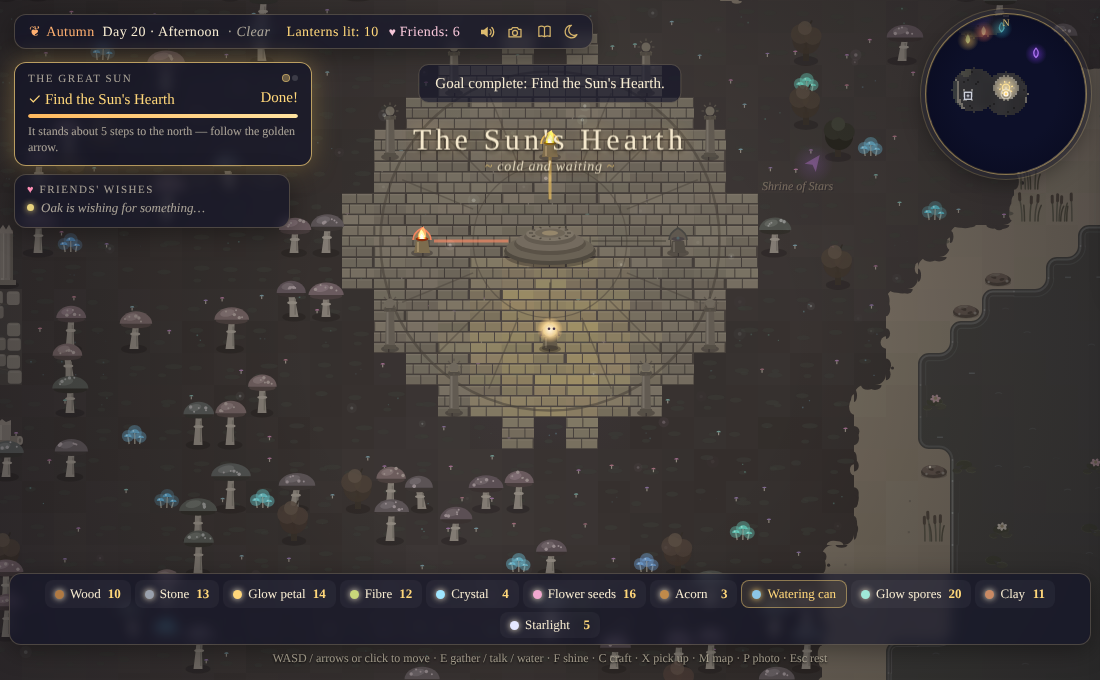 Autumn Day 20 · Afternoon · Clear Lanterns lit: 10 ♥ Friends: 6
N
THE GREAT SUN
✓ Find the Sun's Hearth Done!
It stands about 5 steps to the north — follow the golden
arrow.
Goal complete: Find the Sun's Hearth.
The Sun's Hearth
~ cold and waiting ~
Shrine of Stars
♥ FRIENDS' WISHES
Oak is wishing for something…
Wood 10 Stone 13 Glow petal 14 Fibre 12 Crystal 4 Flower seeds 16 Acorn 3 Watering can Glow spores 20 Clay 11
Starlight 5
WASD / arrows or click to move · E gather / talk / water · F shine · C craft · X pick up · M map · P photo · Esc rest